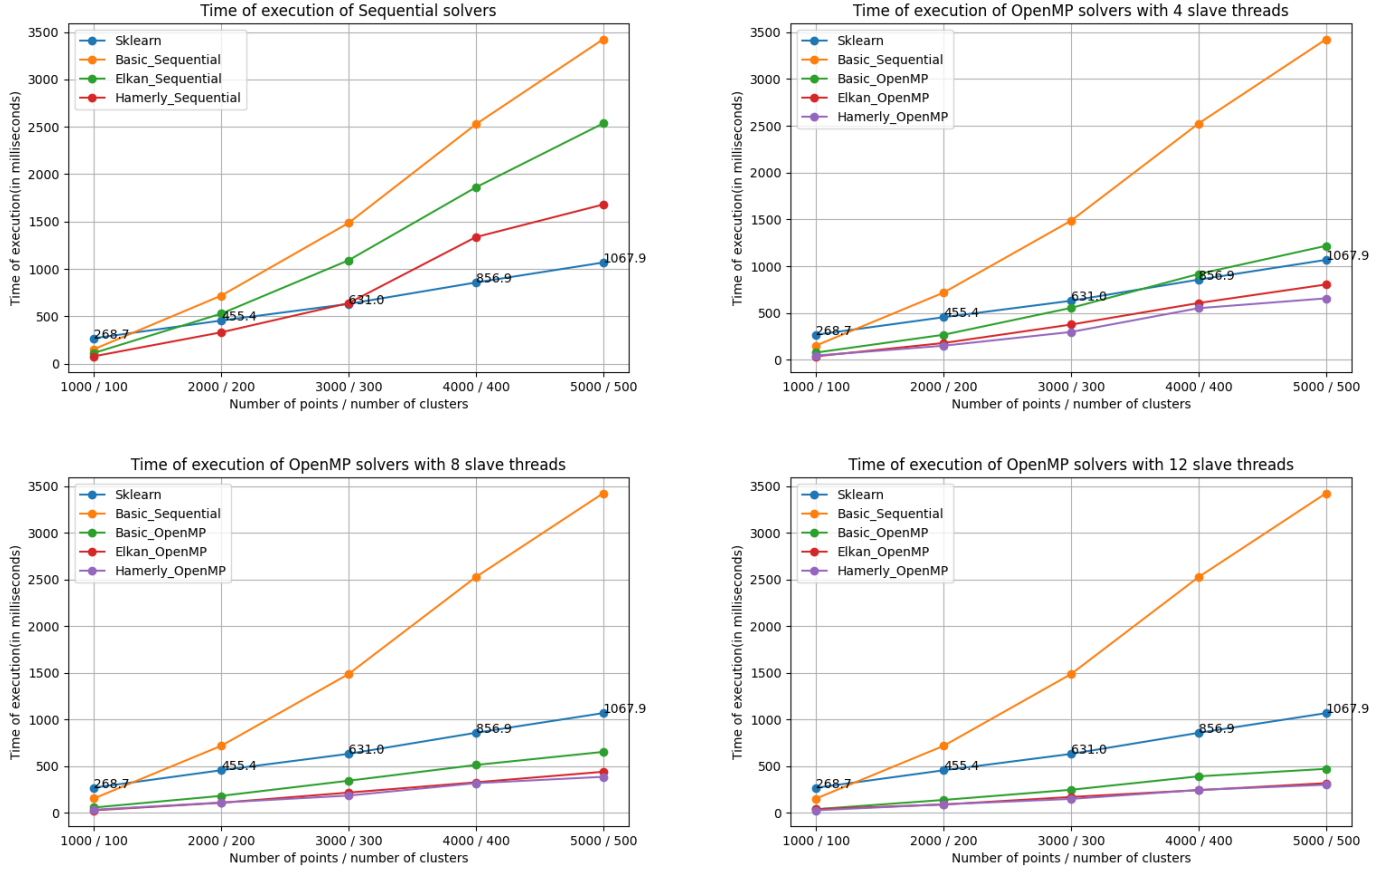 Time of execution of Sequential solvers
3500
3000
2500
2000
1500
1000
500
0
Time of execution(in milliseconds)
Sklearn
Basic_Sequential
Elkan_Sequential
Hamerly_Sequential
268.7
455.4
631.0
856.9
1067.9
1000 / 100
2000 / 200
3000 / 300
4000 / 400
5000 / 500
Number of points / number of clusters
Time of execution of OpenMP solvers with 4 slave threads
3500
3000
2500
2000
1500
1000
500
0
Time of execution(in milliseconds)
Sklearn
Basic_Sequential
Basic_OpenMP
Elkan_OpenMP
Hamerly_OpenMP
268.7
455.4
631.0
856.9
1067.9
1000 / 100
2000 / 200
3000 / 300
4000 / 400
5000 / 500
Number of points / number of clusters
Time of execution of OpenMP solvers with 8 slave threads
3500
3000
2500
2000
1500
1000
500
0
Time of execution(in milliseconds)
Sklearn
Basic_Sequential
Basic_OpenMP
Elkan_OpenMP
Hamerly_OpenMP
268.7
455.4
631.0
856.9
1067.9
1000 / 100
2000 / 200
3000 / 300
4000 / 400
5000 / 500
Number of points / number of clusters
Time of execution of OpenMP solvers with 12 slave threads
3500
3000
2500
2000
1500
1000
500
0
Time of execution(in milliseconds)
Sklearn
Basic_Sequential
Basic_OpenMP
Elkan_OpenMP
Hamerly_OpenMP
268.7
455.4
631.0
856.9
1067.9
1000 / 100
2000 / 200
3000 / 300
4000 / 400
5000 / 500
Number of points / number of clusters